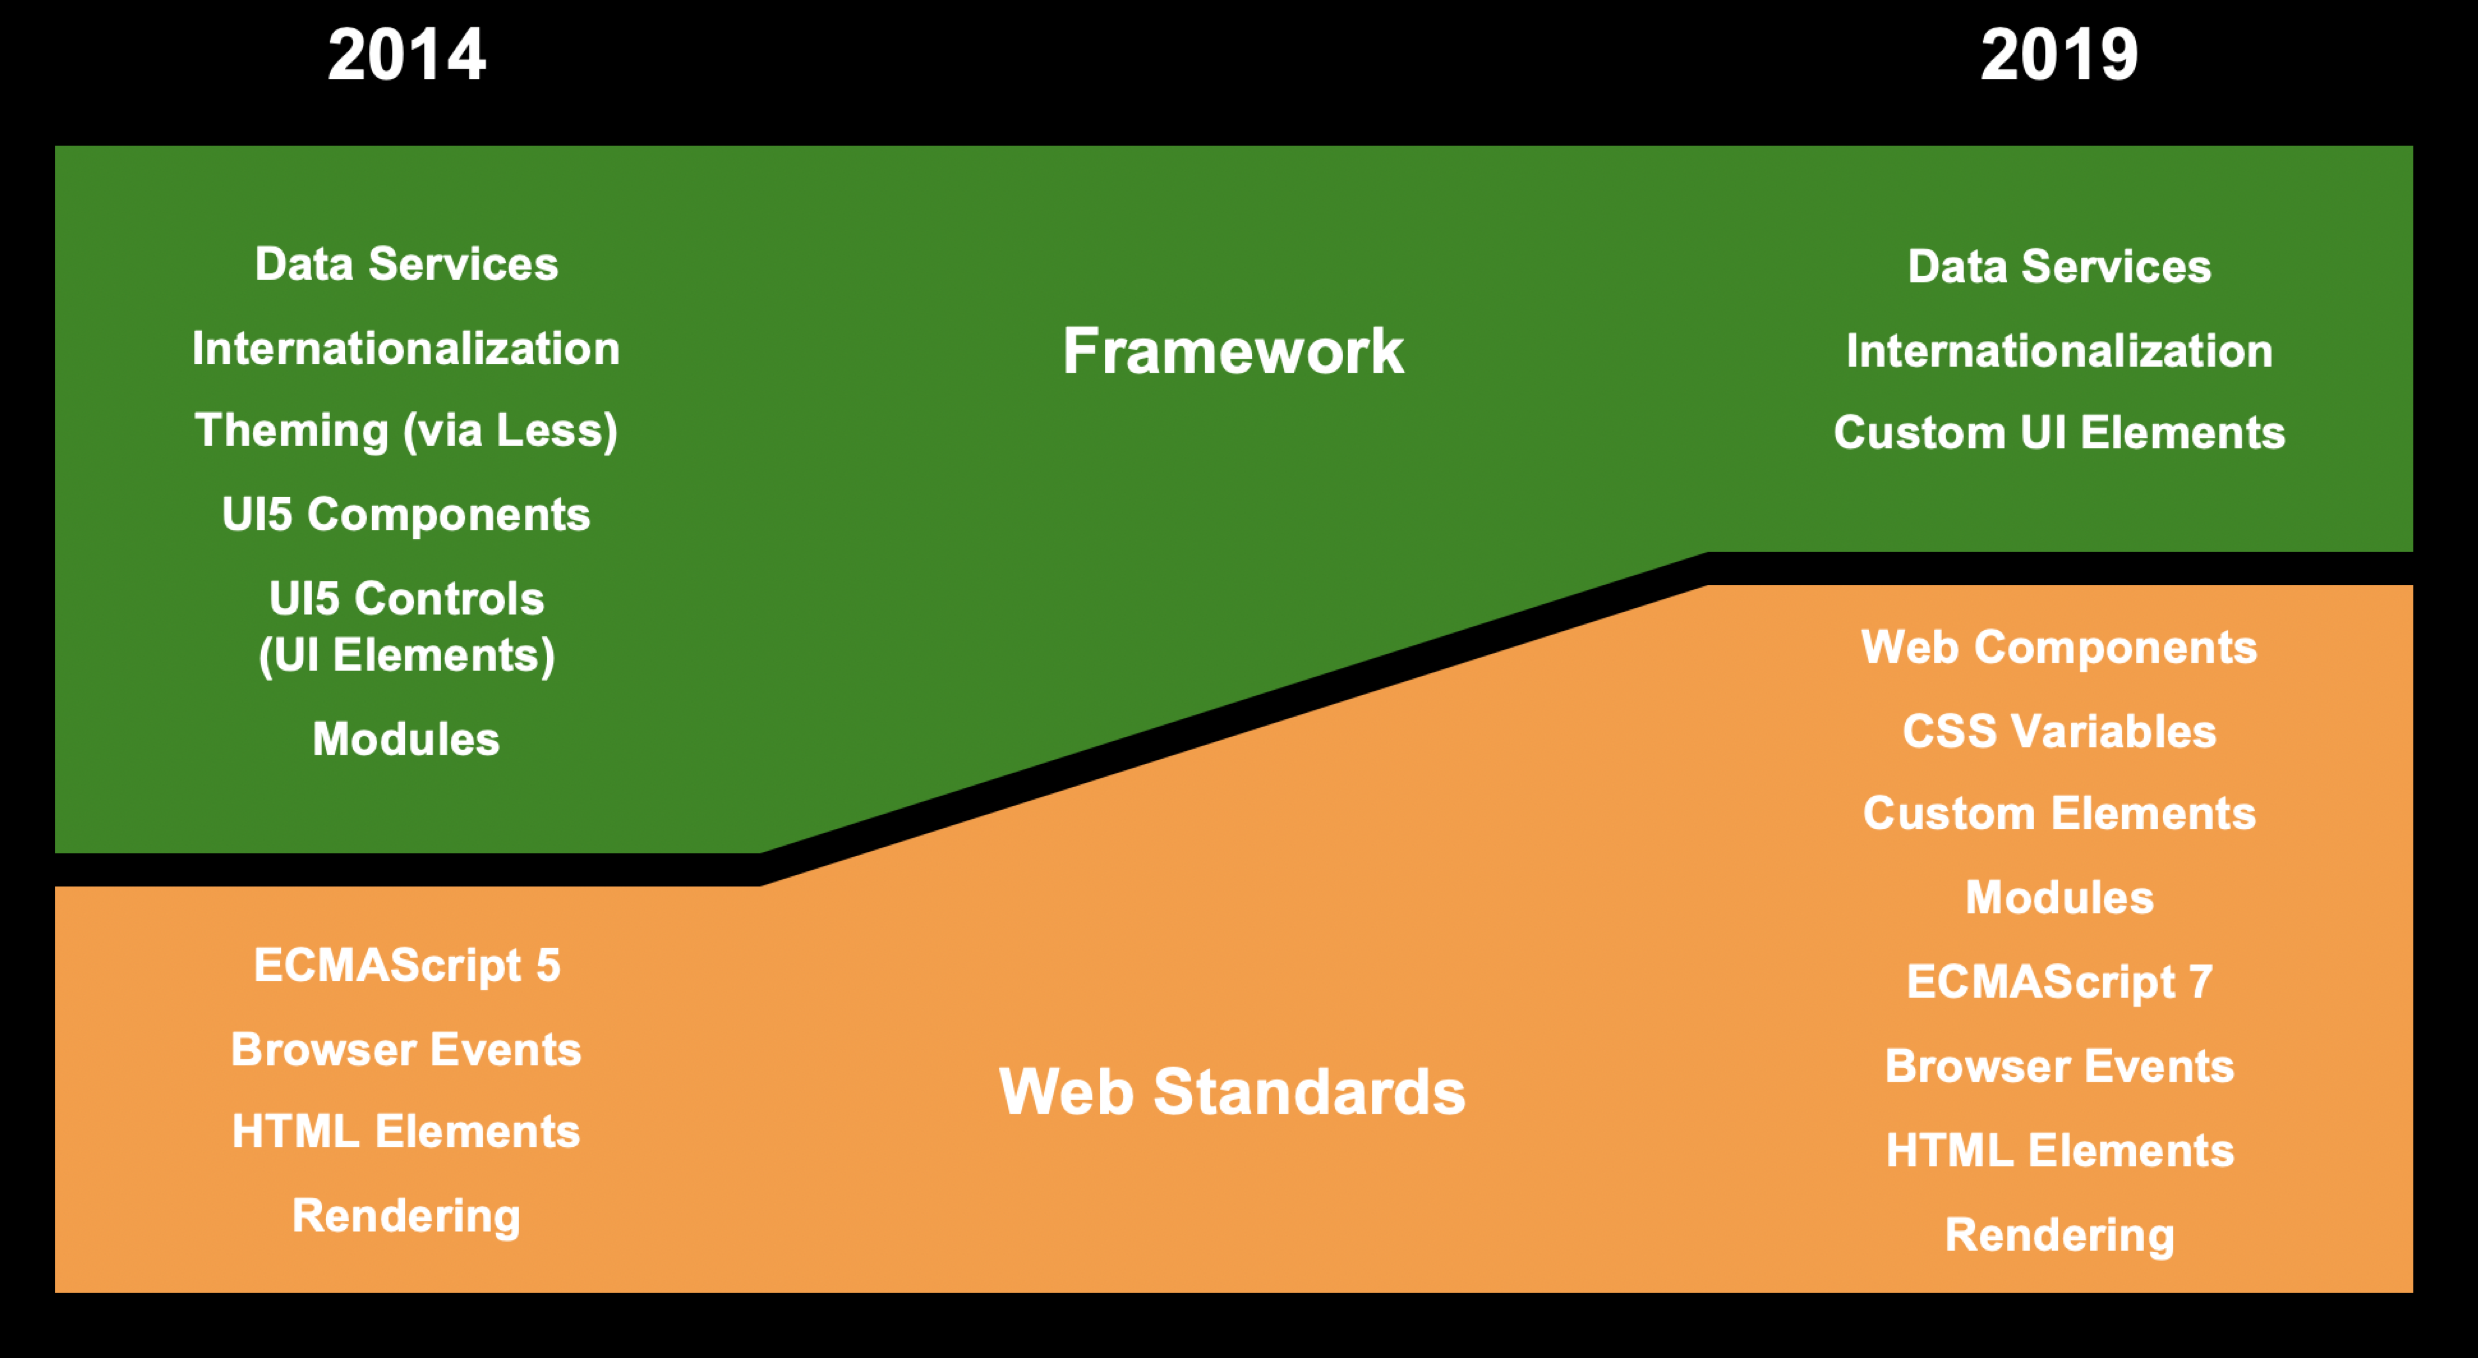 2014
2019
Data Services
Internationalization
Theming (via Less)
UI5 Components
UI5 Controls
(UI Elements)
Modules
Framework
Data Services
Internationalization
Custom UI Elements
ECMAScript 5
Browser Events
HTML Elements
Rendering
Web Standards
Web Components
CSS Variables
Custom Elements
Modules
ECMAScript 7
Browser Events
HTML Elements
Rendering